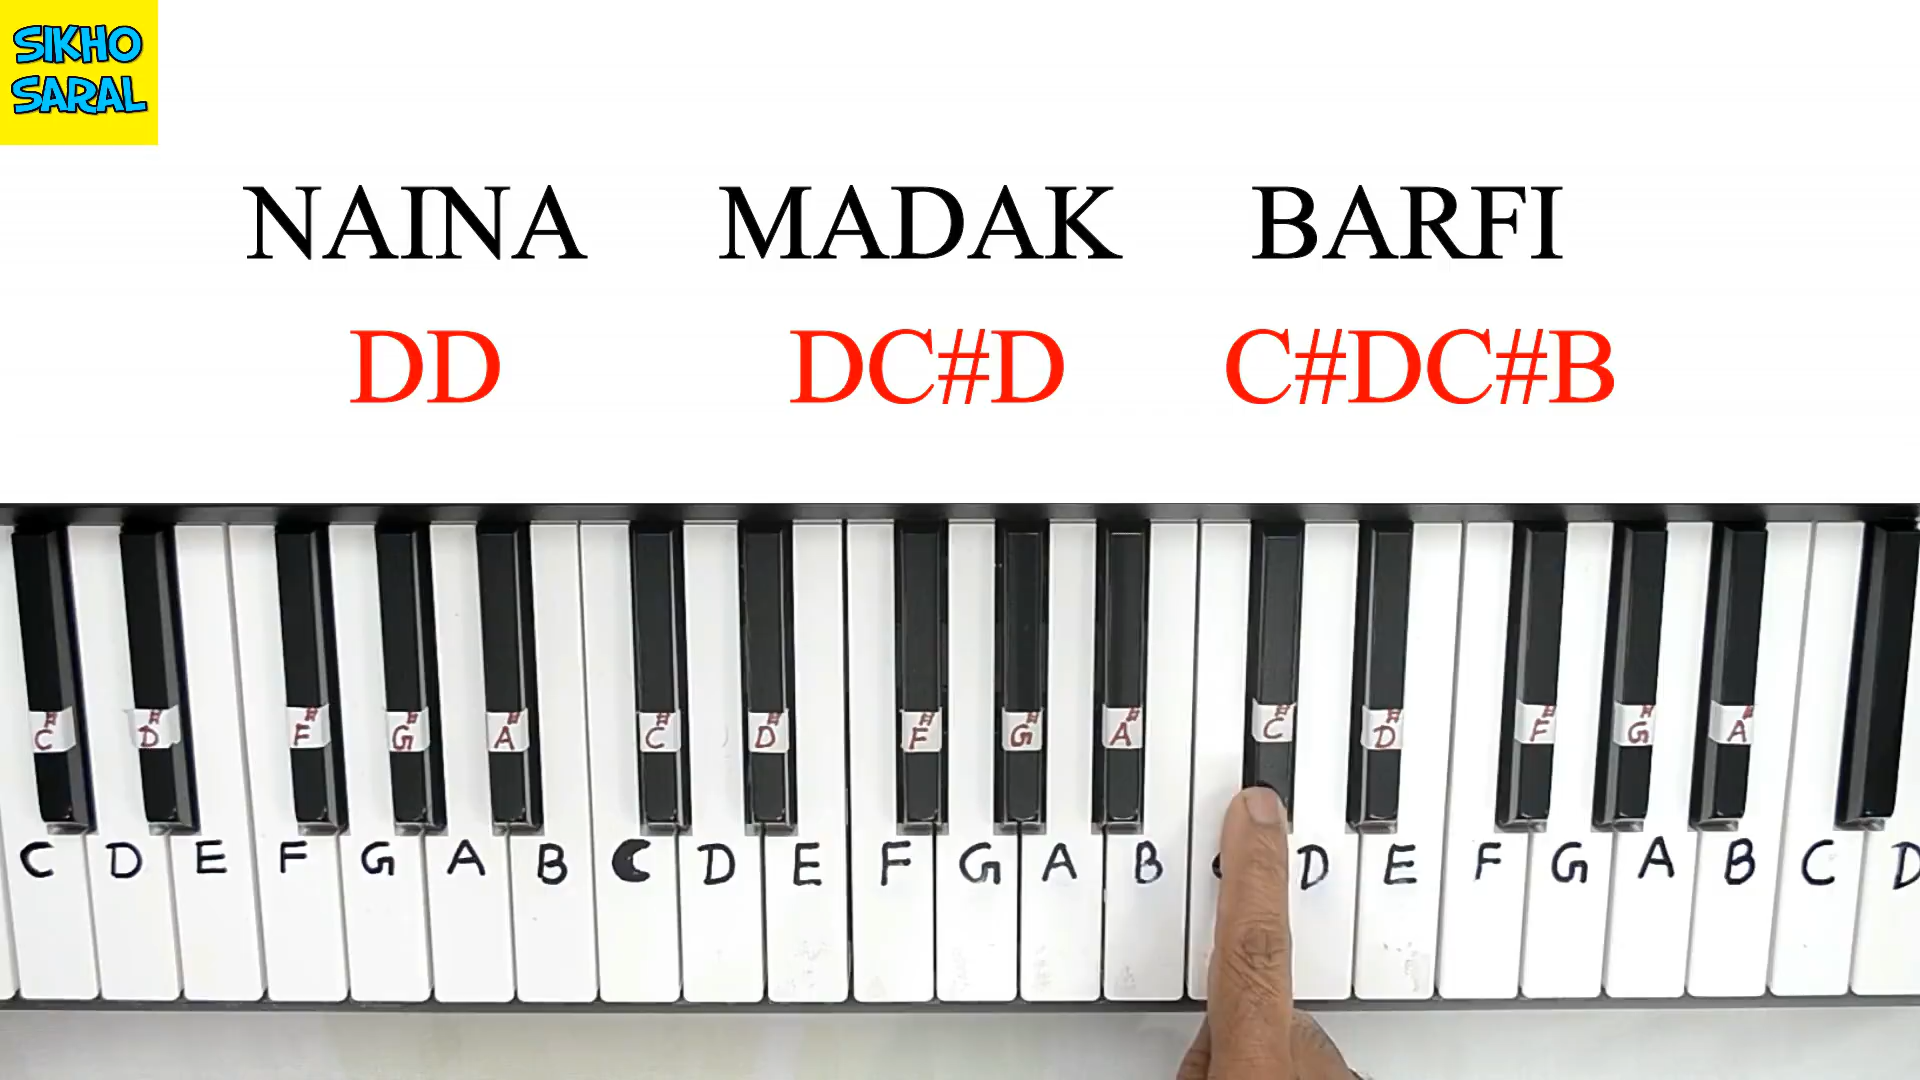 SIKHO
SARAL
NAINA MADAK BARFI
DD DC#D C#DC#B
C# D# F# G# A# C# D# F# G# A# C# D# F# G# A#
C D E F G A B C D E F G A B D E F G A B C D